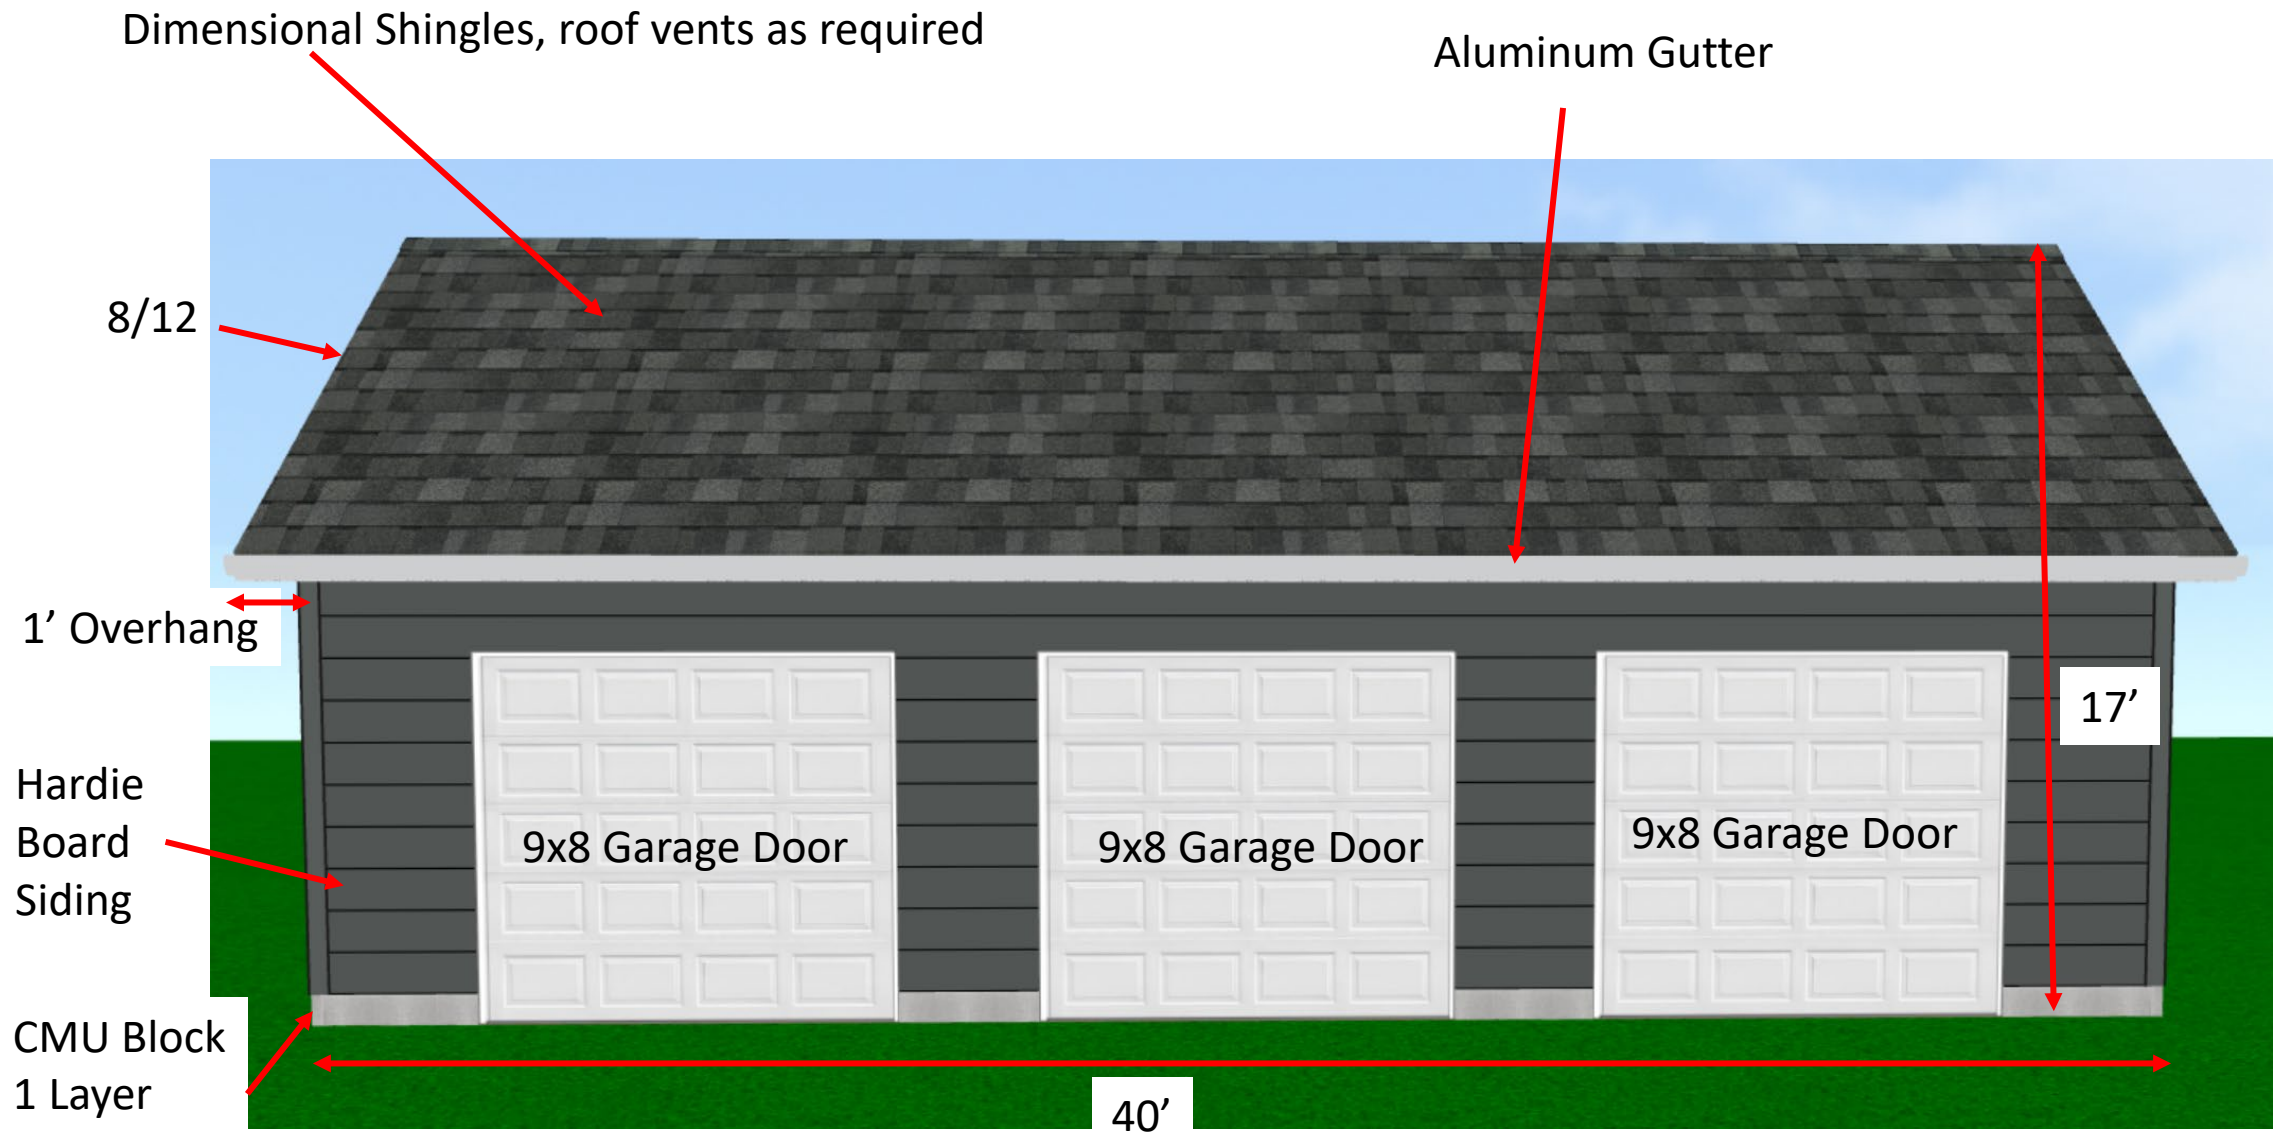 Dimensional Shingles, roof vents as required
Aluminum Gutter
8/12
1’ Overhang
17’
Hardie
Board
Siding
9x8 Garage Door
9x8 Garage Door
9x8 Garage Door
CMU Block
1 Layer
40’